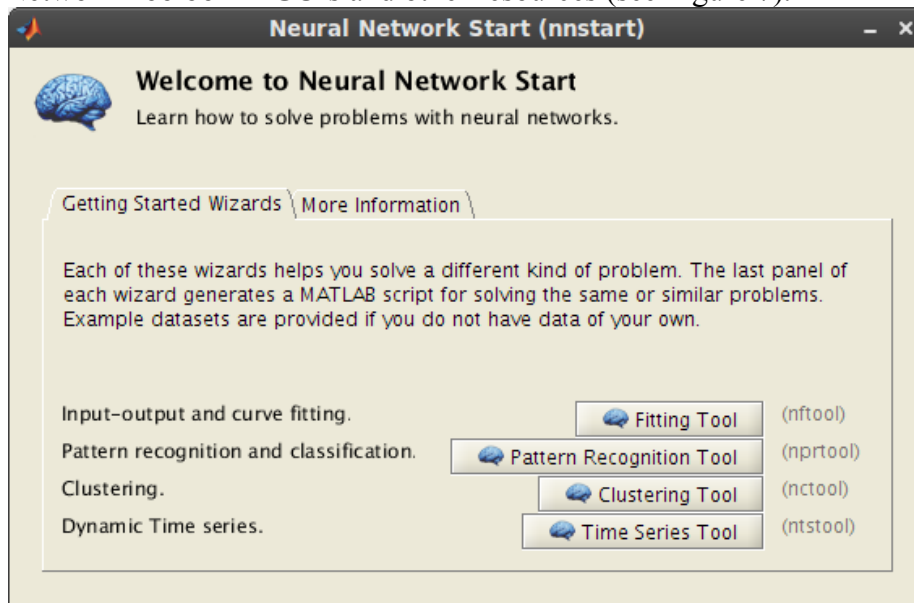 Neural Network Start (nnstart)
Welcome to Neural Network Start
Learn how to solve problems with neural networks.
Getting Started Wizards More Information
Each of these wizards helps you solve a different kind of problem. The last panel of
each wizard generates a MATLAB script for solving the same or similar problems.
Example datasets are provided if you do not have data of your own.
Input-output and curve fitting. Fitting Tool (nftool)
Pattern recognition and classification. Pattern Recognition Tool (nprtool)
Clustering. Clustering Tool (nctool)
Dynamic Time series. Time Series Tool (ntstool)